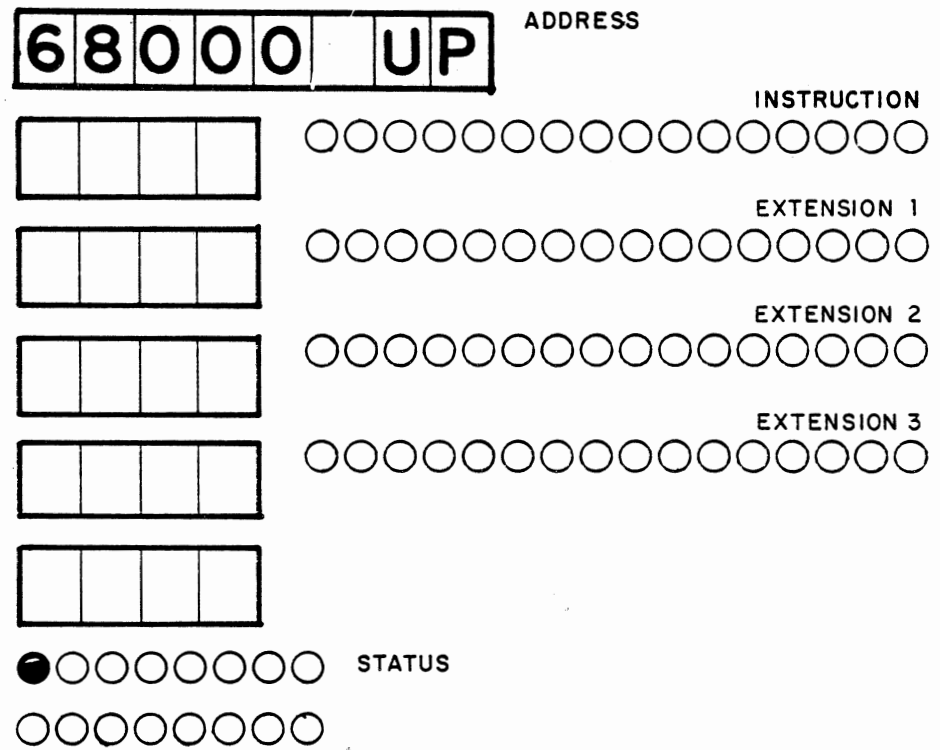 68000 UP
ADDRESS
INSTRUCTION
EXTENSION 1
EXTENSION 2
EXTENSION 3
STATUS